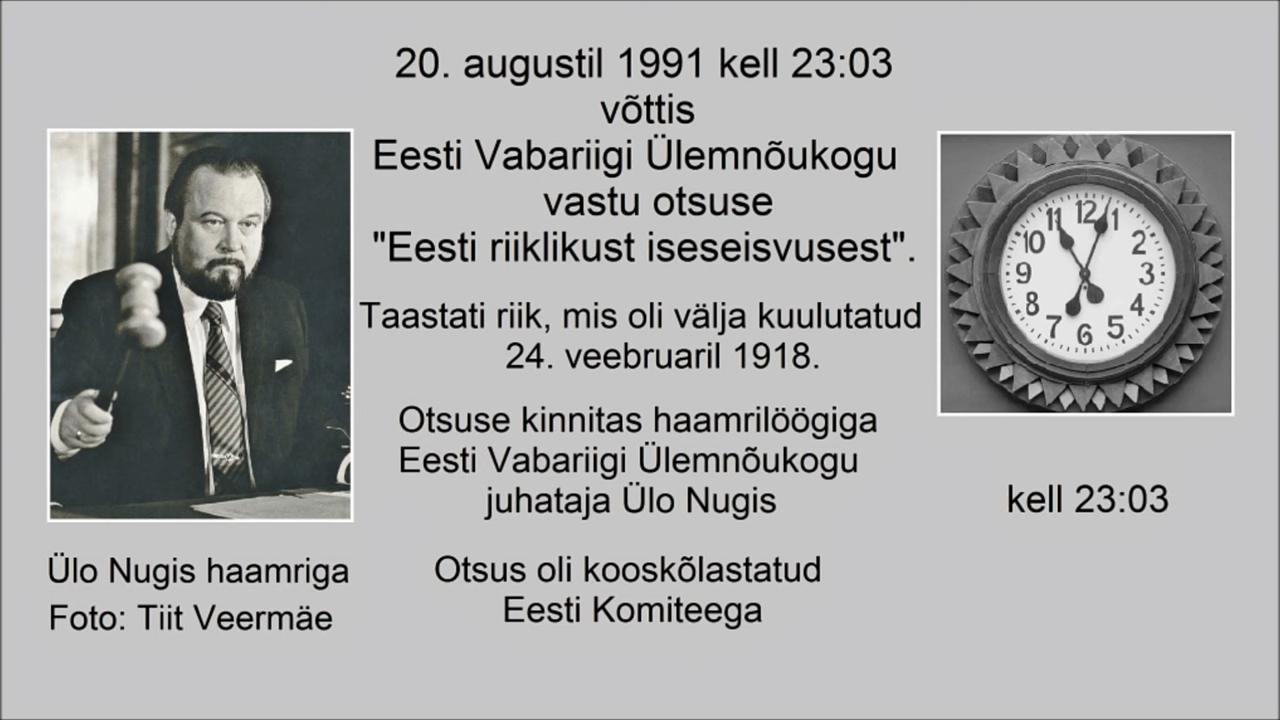 20. augustil 1991 kell 23:03
võttis
Eesti Vabariigi Ülemnõukogu
vastu otsuse
"Eesti riiklikust iseseisvusest".
Taastati riik, mis oli välja kuulutatud
24. veebruaril 1918.
Otsuse kinnitas haamrilöögiga
Eesti Vabariigi Ülemnõukogu
juhataja Ülo Nugis
Otsus oli kooskõlastatud
Eesti Komiteega
Ülo Nugis haamriga
Foto: Tiit Veermäe
12
1
2
3
4
5
6
7
8
9
10
11
kell 23:03